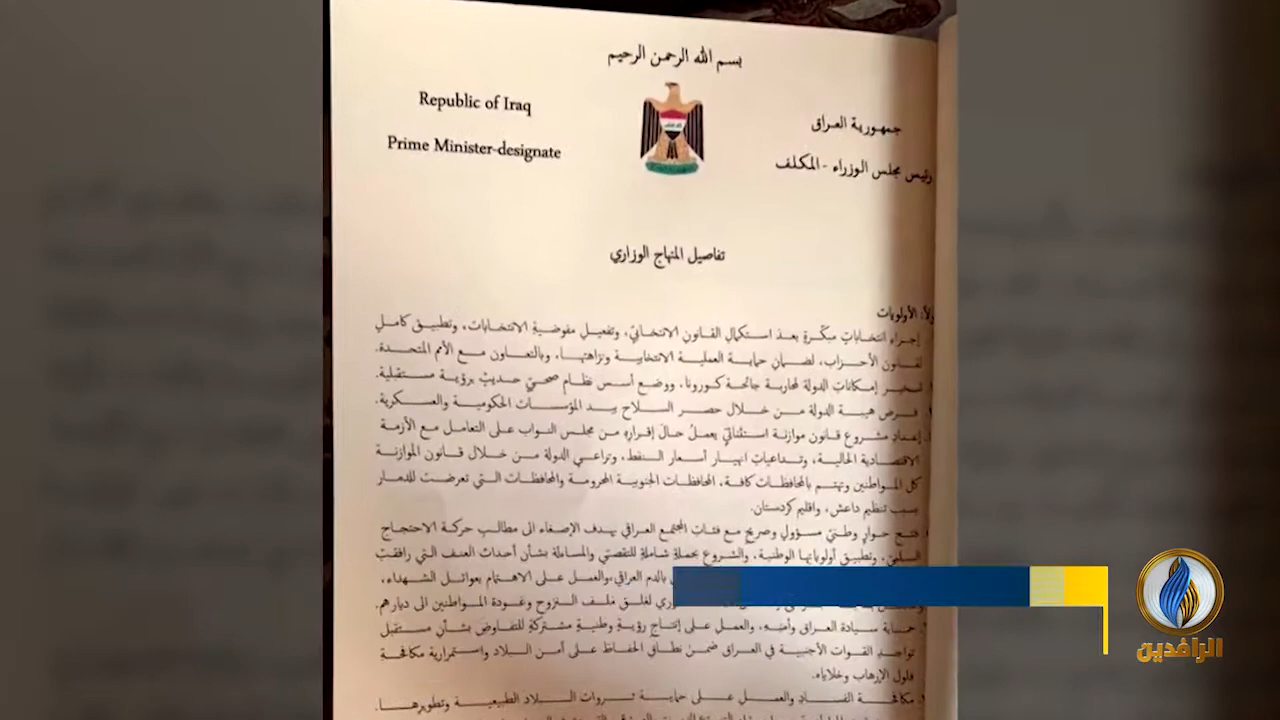 بسم الله الرحمن الرحيم
Republic of Iraq
جمهورية العراق
Prime Minister-designate
رئيس مجلس الوزراء - المكلف
تفاصيل المنهاج الوزاري
الأولويات
إجراء انتخاباتٍ مبكّرةٍ بعد استكمالِ القانونِ الانتخابيّ، وتفعيلِ مفوضيةِ الانتخابات، وتطبيقٍ كاملٍ
لقانون الأحزاب، لضمانِ حماية العملية الانتخابية ونزاهتها، وبالتعاون مع الأمم المتحدة.
تسخير إمكاناتِ الدولة لمحاربة جائحة كورونا، ووضع أسس نظام صحيّ حديثٍ برؤية مستقبلية.
فرض هيبة الدولة من خلال حصر السلاح بيد المؤسسات الحكومية والعسكرية.
إعداد مشروع قانون موازنة استثنائيّ يعملُ حالَ إقراره من مجلس النواب على التعامل مع الأزمة
الاقتصادية الحالية، وتداعياتِ انهيار أسعار النفط، وتراعي الدولة من خلال قانون الموازنة
كل المواطنين وتهتم بالمحافظات كافة، المحافظات الجنوبية المحرومة والمحافظات التي تعرضت للدمار
بسبب تنظيم داعش، واقليم كردستان.
فتح حوارٍ وطنيّ مسؤولٍ وصريحٍ مع فئات المجتمع العراقي بهدف الإصغاء الى مطالبِ حركة الاحتجاج
السلمي، وتطبيق أولوياتها الوطنية، والشروع بحملةٍ شاملةٍ للتقصي والمساءلة بشأن أحداث العنف التي رافقت
بالدم العراقي، والعمل على الاهتمام بعوائل الشهداء،
لغلق ملف النزوح وعودة المواطنين الى ديارهم.
حماية سيادة العراق وأمنه، والعمل على إنتاج رؤيةٍ وطنيةٍ مشتركةٍ للتفاوض بشأنِ مستقبل
تواجدِ القوات الأجنبية في العراق ضمن نطاقِ الحفاظ على أمن البلاد واستمرارية مكافحةِ
فلول الإرهاب وخلاياه.
مكافحة الفسادِ والعمل على حماية ثروات البلاد الطبيعية وتطويرها.
الرافدين